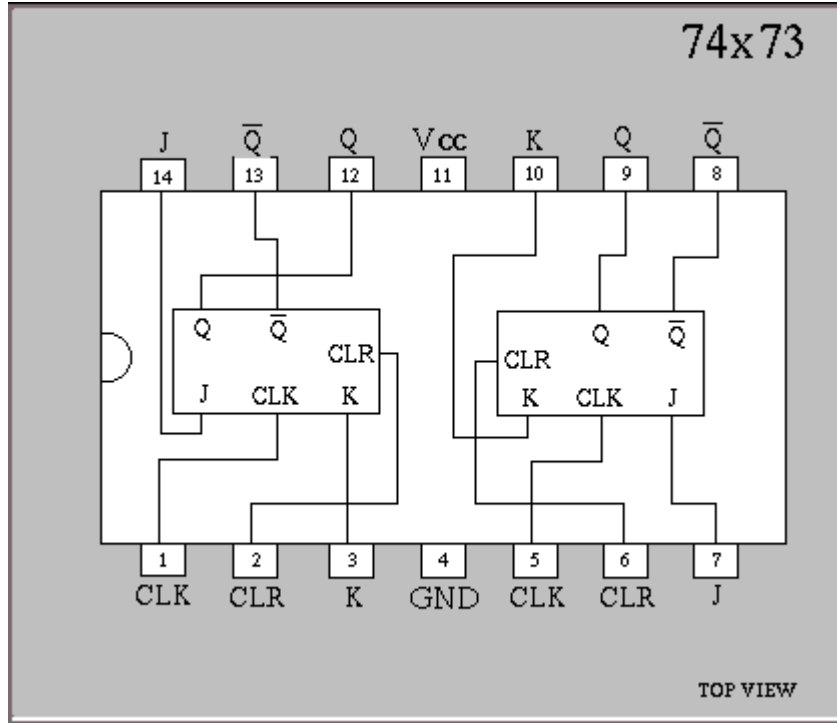 74x73
J Q̅ Q Vcc K Q Q̅
14 13 12 11 10 9 8
Q Q̅ Q Q̅
CLR CLR
J CLK K K CLK J
1 2 3 4 5 6 7
CLK CLR K GND CLK CLR J
TOP VIEW